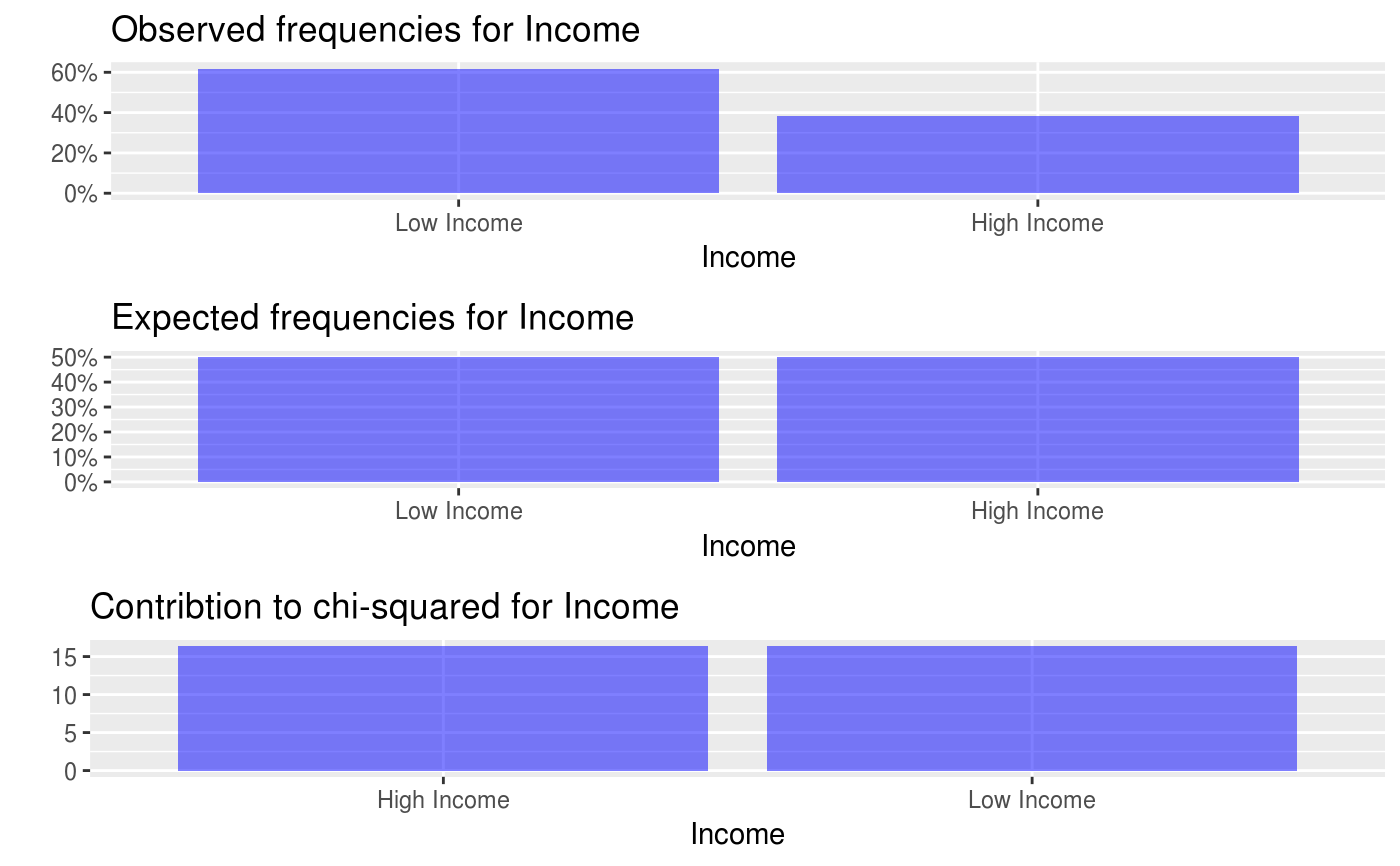 Observed frequencies for Income
60%
40%
20%
0%
Low Income High Income
Income
Expected frequencies for Income
50%
40%
30%
20%
10%
0%
Low Income High Income
Income
Contribtion to chi-squared for Income
15
10
5
0
High Income Low Income
Income